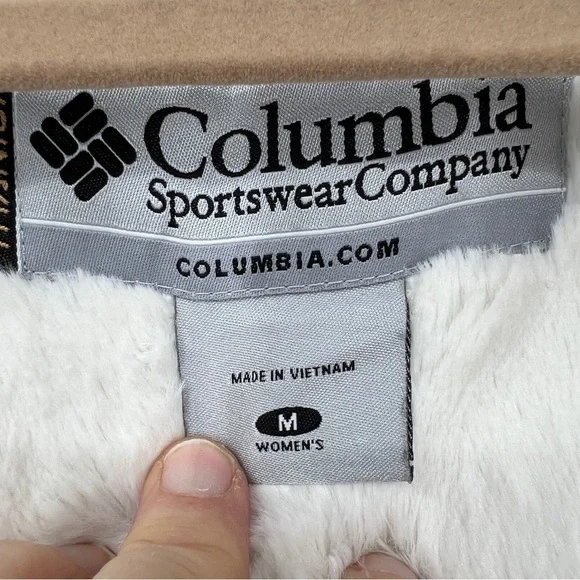 Columbia
Sportswear Company
COLUMBIA.COM
MADE IN VIETNAM
M
WOMEN'S